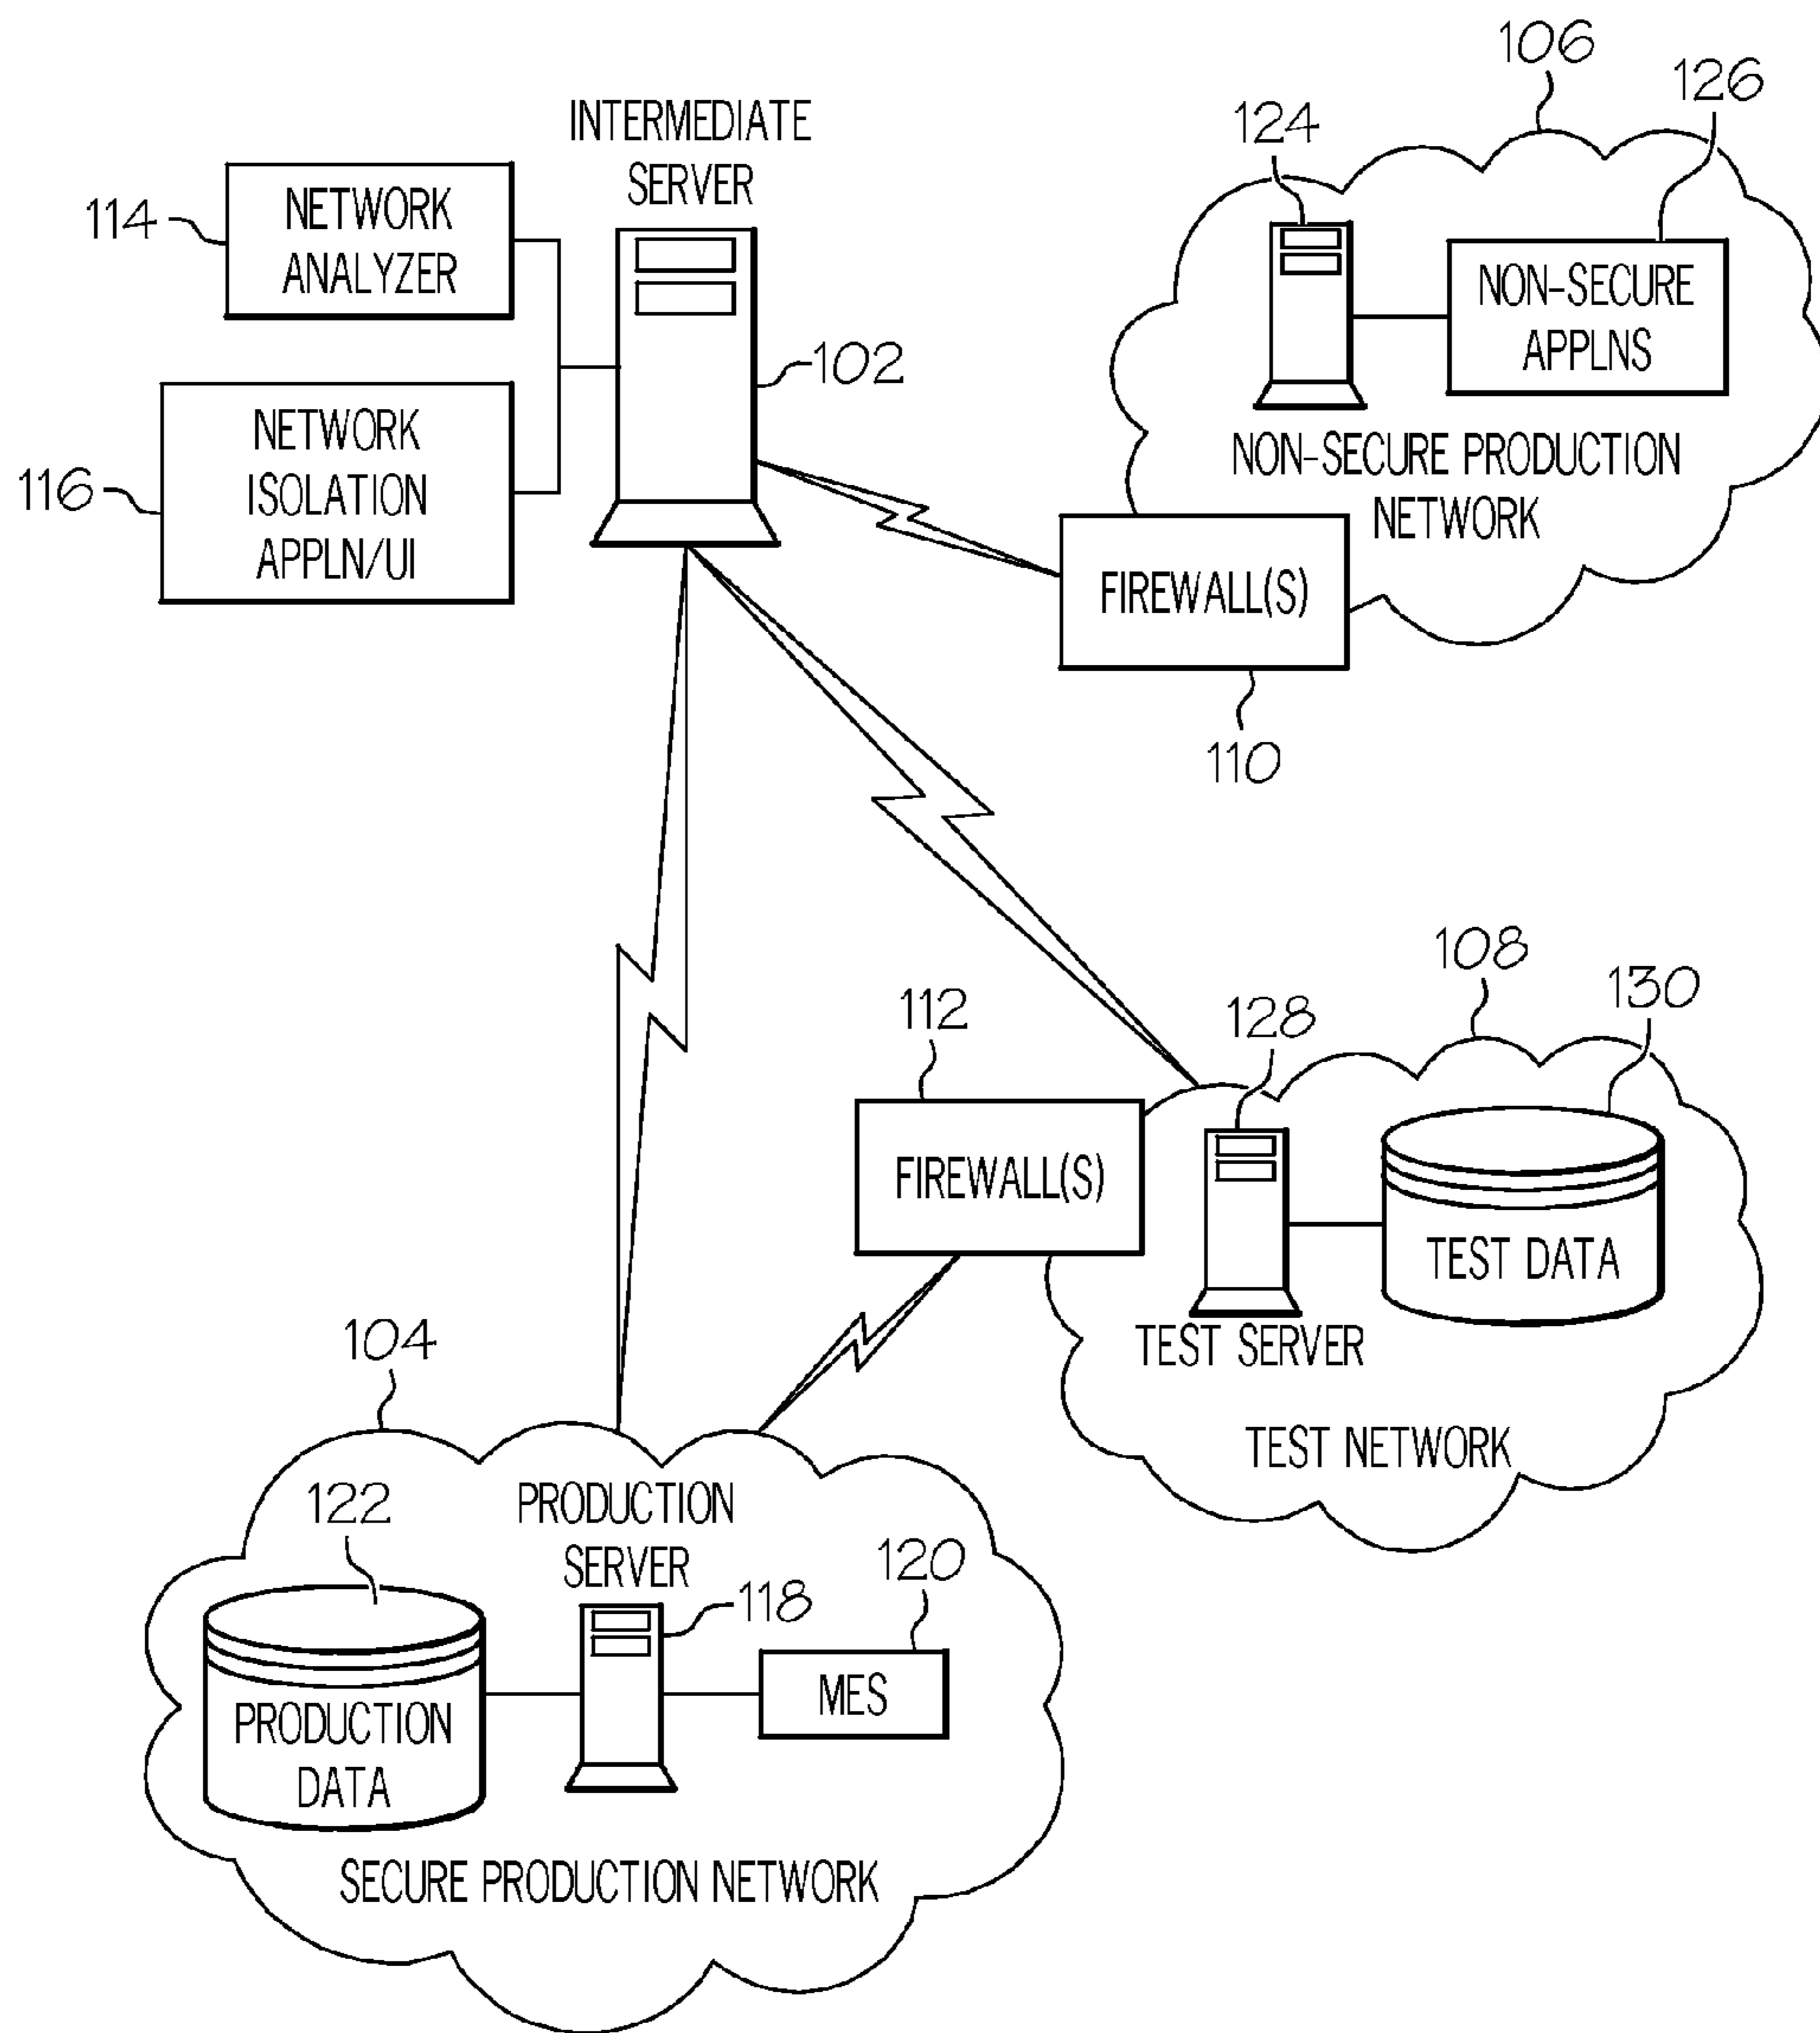 106
126
124
INTERMEDIATE
SERVER
114
NETWORK
ANALYZER
NON-SECURE
APPLNS
102
NETWORK
ISOLATION
APPLN/UI
116
NON-SECURE PRODUCTION
NETWORK
FIREWALL(S)
110
108
130
112
128
FIREWALL(S)
TEST DATA
TEST SERVER
TEST NETWORK
104
122
PRODUCTION
SERVER
120
118
MES
PRODUCTION
DATA
SECURE PRODUCTION NETWORK